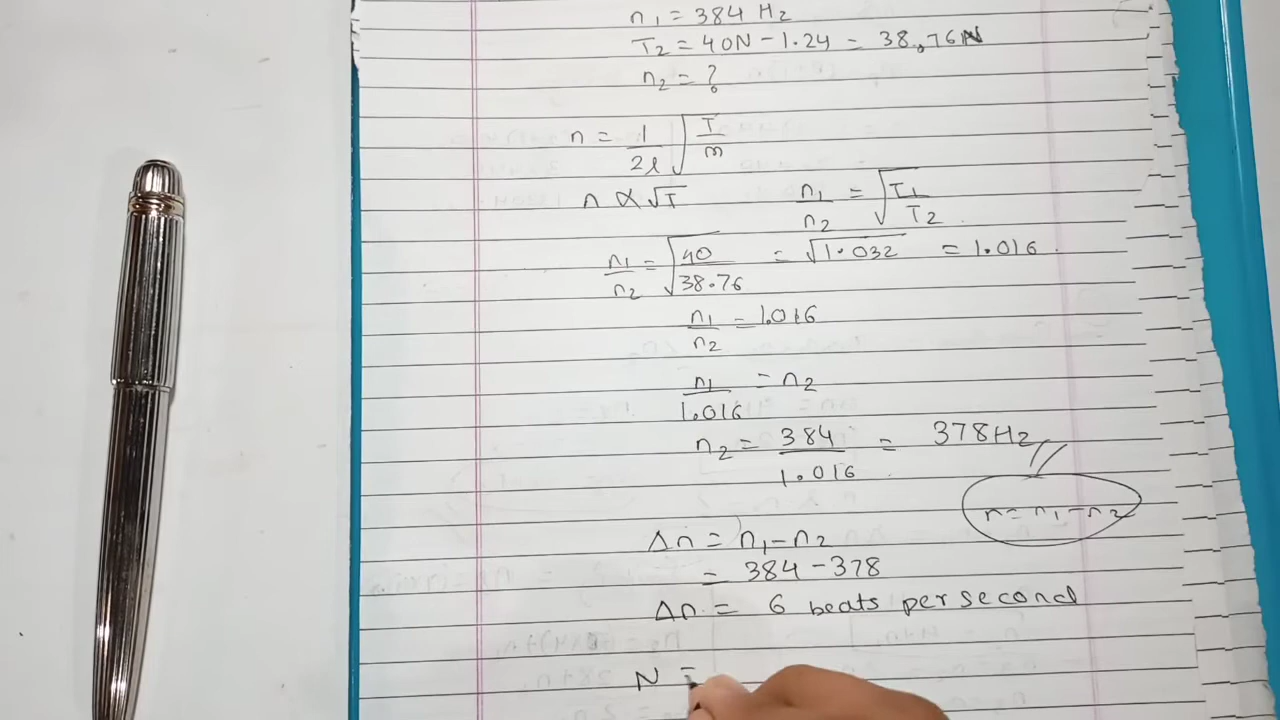 n₁ = 384 Hz
T₂ = 40N - 1.24 = 38.76N
n₂ = ?
n = 1/2l √T/m
n ∝ √T n₁/n₂ = √T₁/T₂
n₁/n₂ = √40/38.76 = √1.032 = 1.016
n₁/n₂ = 1.016
n₁/1.016 = n₂
n₂ = 384/1.016 = 378Hz
n = n₁ - n₂
Δn = n₁ - n₂
= 384 - 378
Δn = 6 beats per second
N =